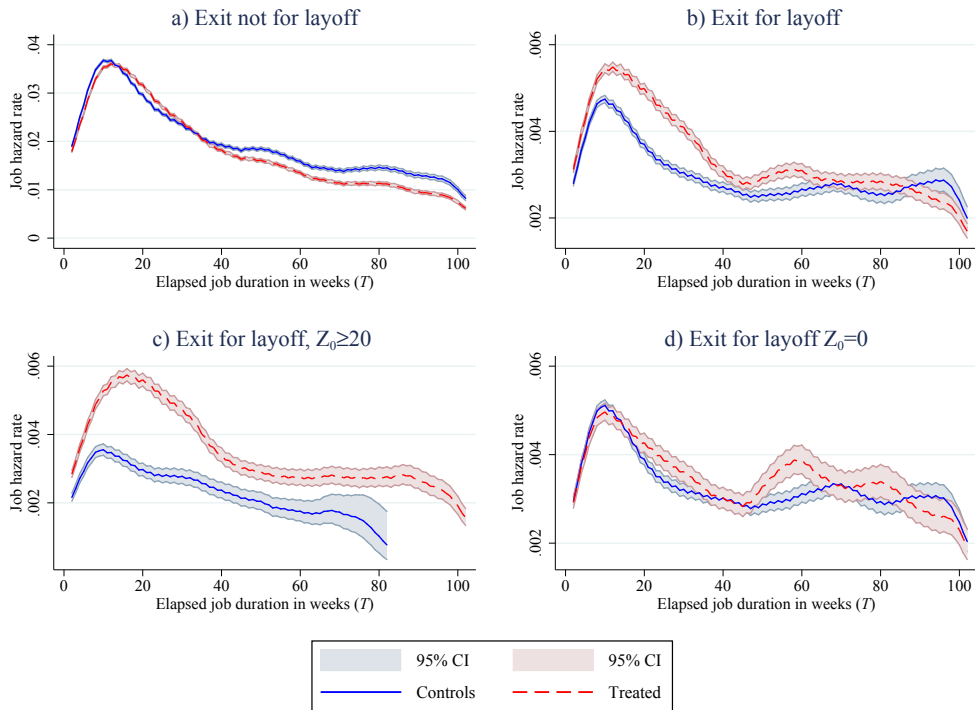 a) Exit not for layoff
Job hazard rate
0 .01 .02 .03 .04
0 20 40 60 80 100
Elapsed job duration in weeks (T)
b) Exit for layoff
Job hazard rate
.002 .004 .006
0 20 40 60 80 100
Elapsed job duration in weeks (T)
c) Exit for layoff, Z₀≥20
Job hazard rate
.002 .004 .006
0 20 40 60 80 100
Elapsed job duration in weeks (T)
d) Exit for layoff Z₀=0
Job hazard rate
.002 .004 .006
0 20 40 60 80 100
Elapsed job duration in weeks (T)
95% CI 95% CI
Controls Treated